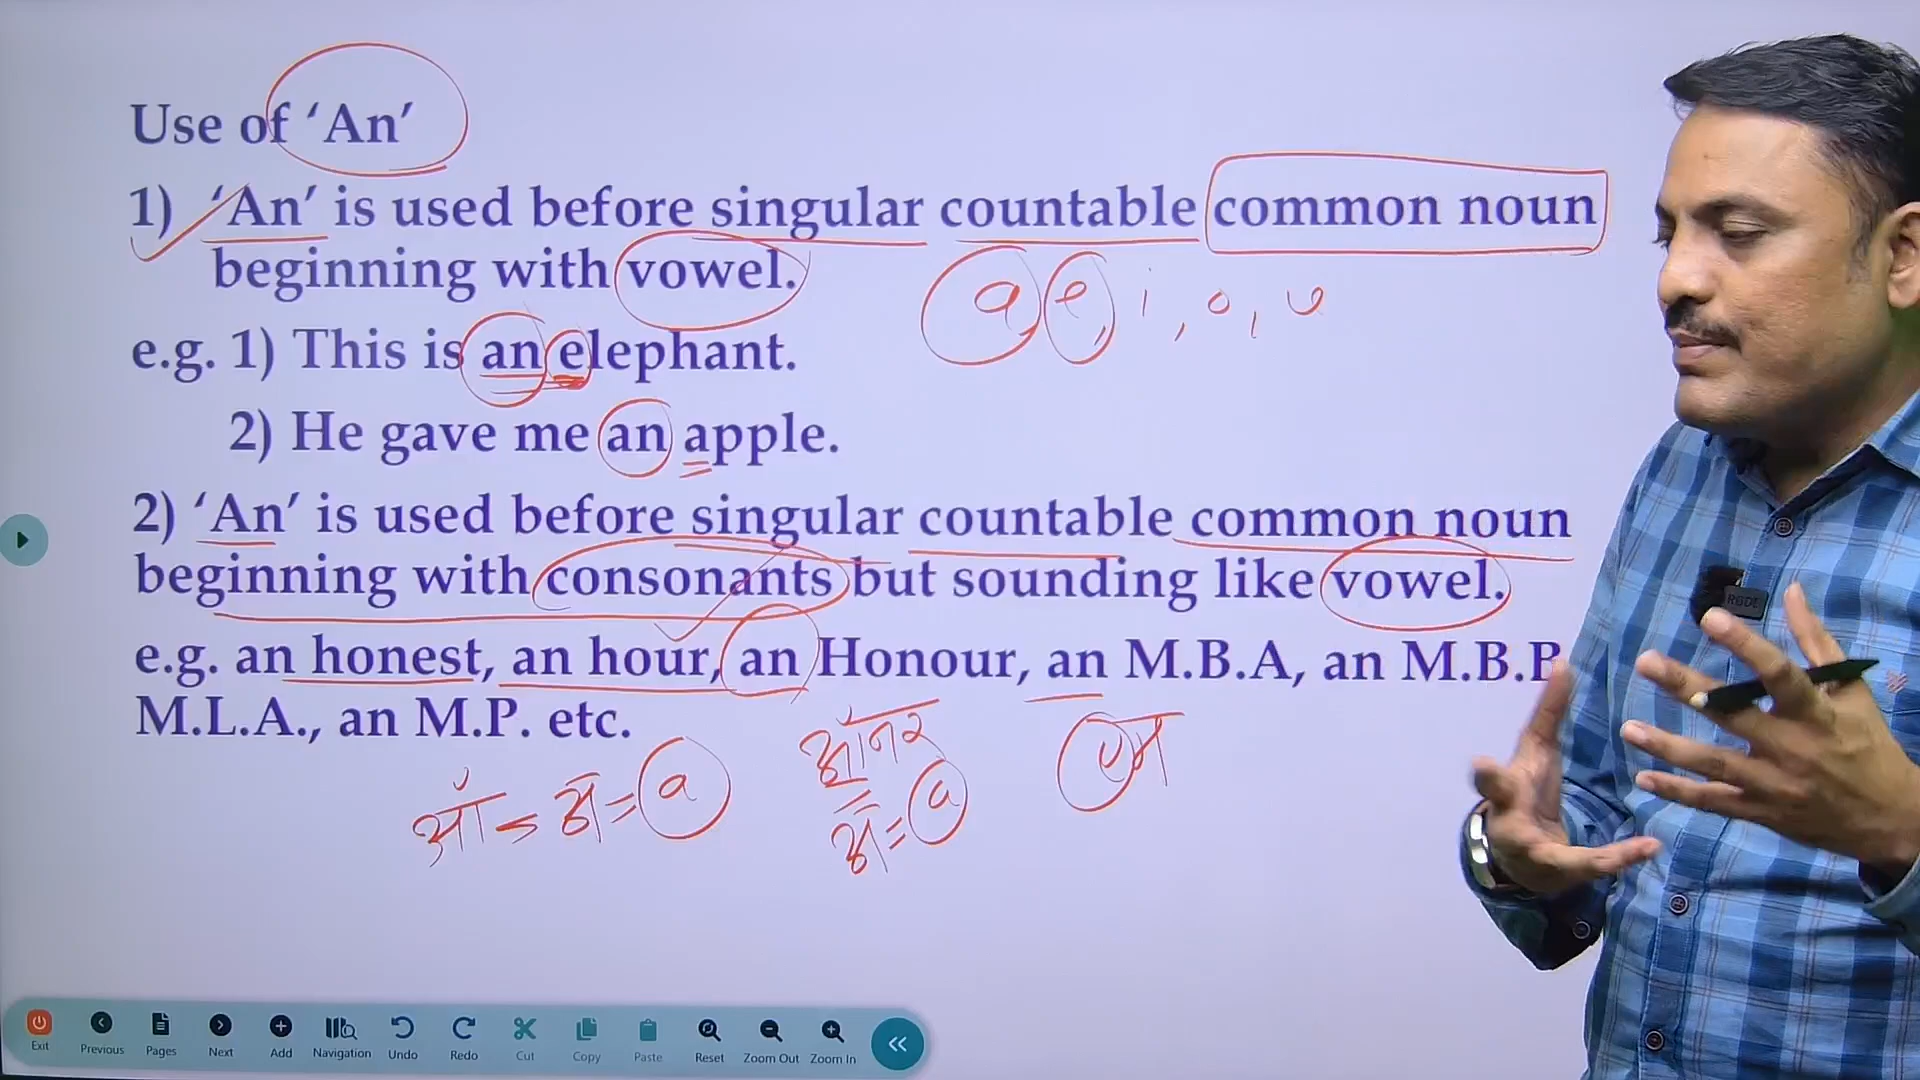 Use of ‘An’
1) ‘An’ is used before singular countable common noun
beginning with vowel.
a, e, i, o, u
e.g. 1) This is an elephant.
2) He gave me an apple.
2) ‘An’ is used before singular countable common noun
beginning with consonants but sounding like vowel.
e.g. an honest, an hour, an Honour, an M.B.A, an M.B.B
M.L.A., an M.P. etc.
ऑनर
एम
ऑ - अ = a
अ = a
RODE
Exit Previous Pages Next Add Navigation Undo Redo Cut Copy Paste Reset Zoom Out Zoom In